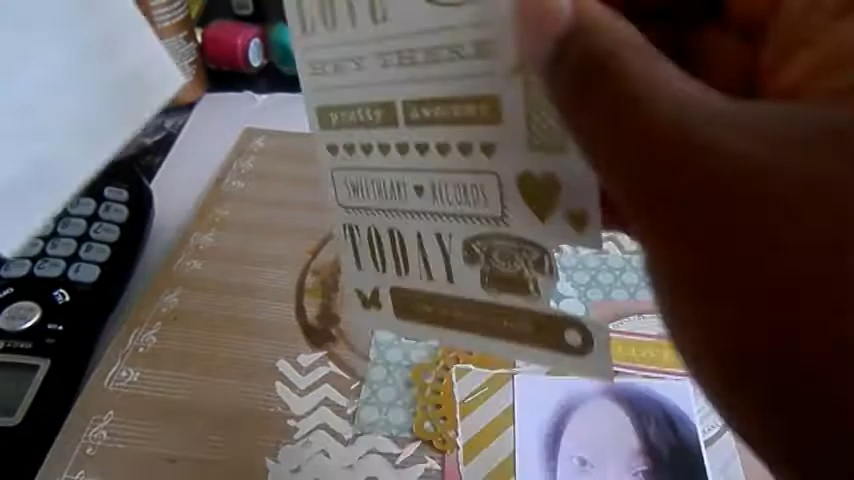 LOVE
HEY THERE
pretty awesome
SWEETHEART RECORDS
TODAY